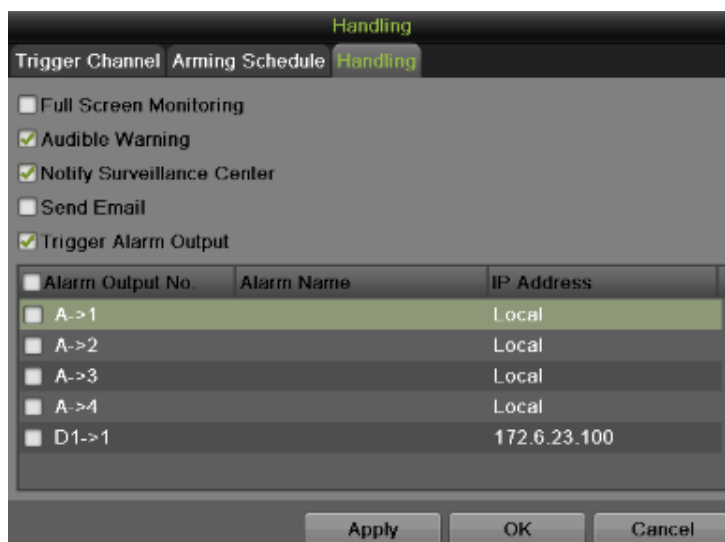 Handling
Trigger Channel Arming Schedule Handling
Full Screen Monitoring
Audible Warning
Notify Surveillance Center
Send Email
Trigger Alarm Output
Alarm Output No. Alarm Name IP Address
A->1 Local
A->2 Local
A->3 Local
A->4 Local
D1->1 172.6.23.100
Apply OK Cancel